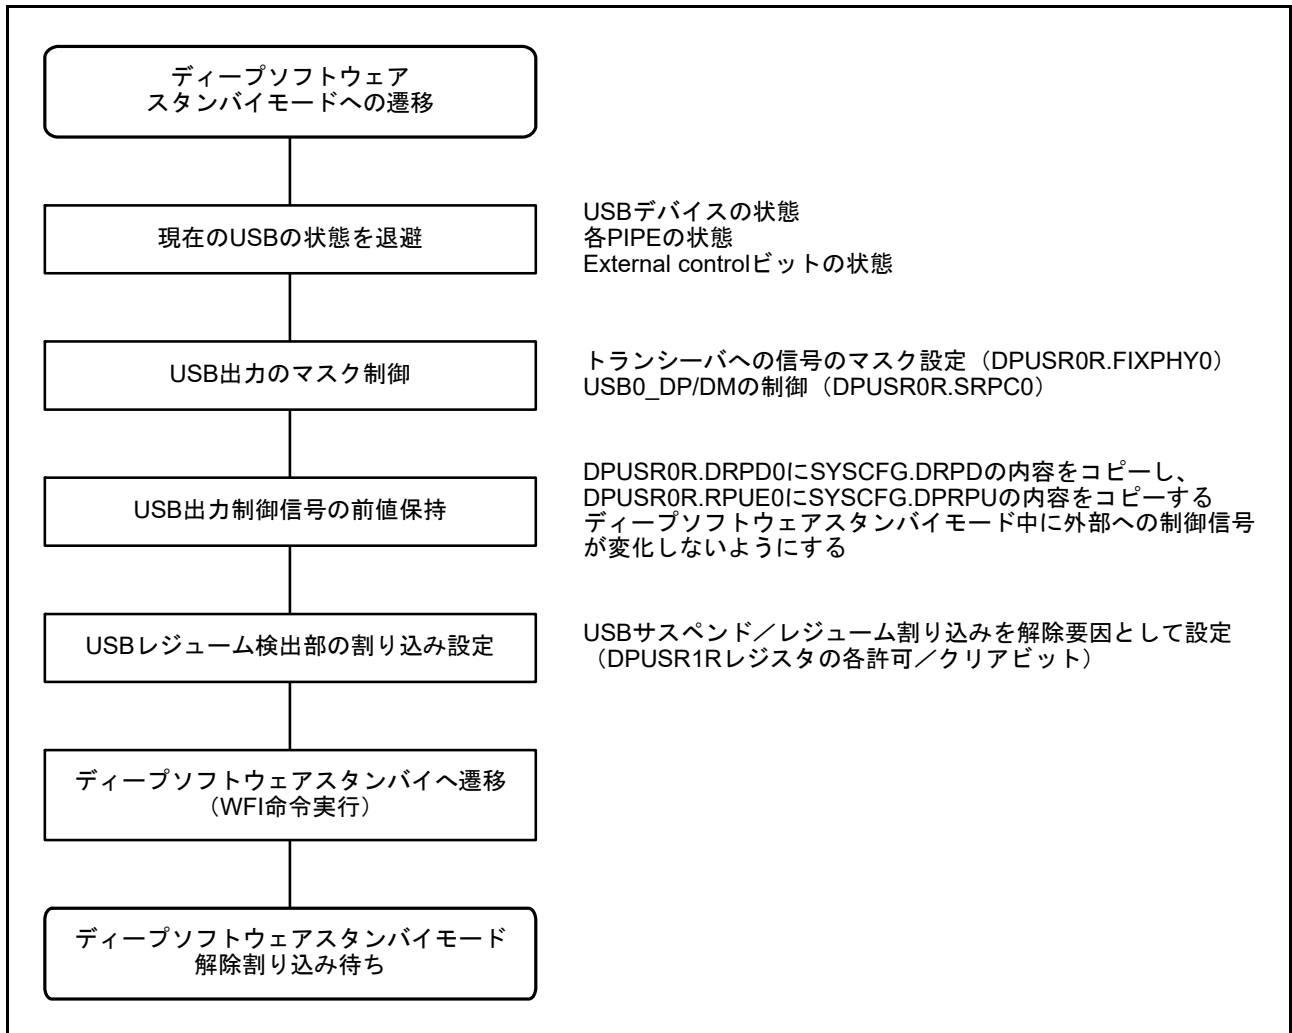 ディープソフトウェア
スタンバイモードへの遷移
現在のUSBの状態を退避
USBデバイスの状態
各PIPEの状態
External controlビットの状態
USB出力のマスク制御
トランシーバへの信号のマスク設定（DPUSR0R.FIXPHY0）
USB0_DP/DMの制御（DPUSR0R.SRPC0）
USB出力制御信号の前値保持
DPUSR0R.DRPD0にSYSCFG.DRPDの内容をコピーし、
DPUSR0R.RPUE0にSYSCFG.DPRPUの内容をコピーする
ディープソフトウェアスタンバイモード中に外部への制御信号
が変化しないようにする
USBレジューム検出部の割り込み設定
USBサスペンド／レジューム割り込みを解除要因として設定
（DPUSR1Rレジスタの各許可／クリアビット）
ディープソフトウェアスタンバイへ遷移
（WFI命令実行）
ディープソフトウェアスタンバイモード
解除割り込み待ち